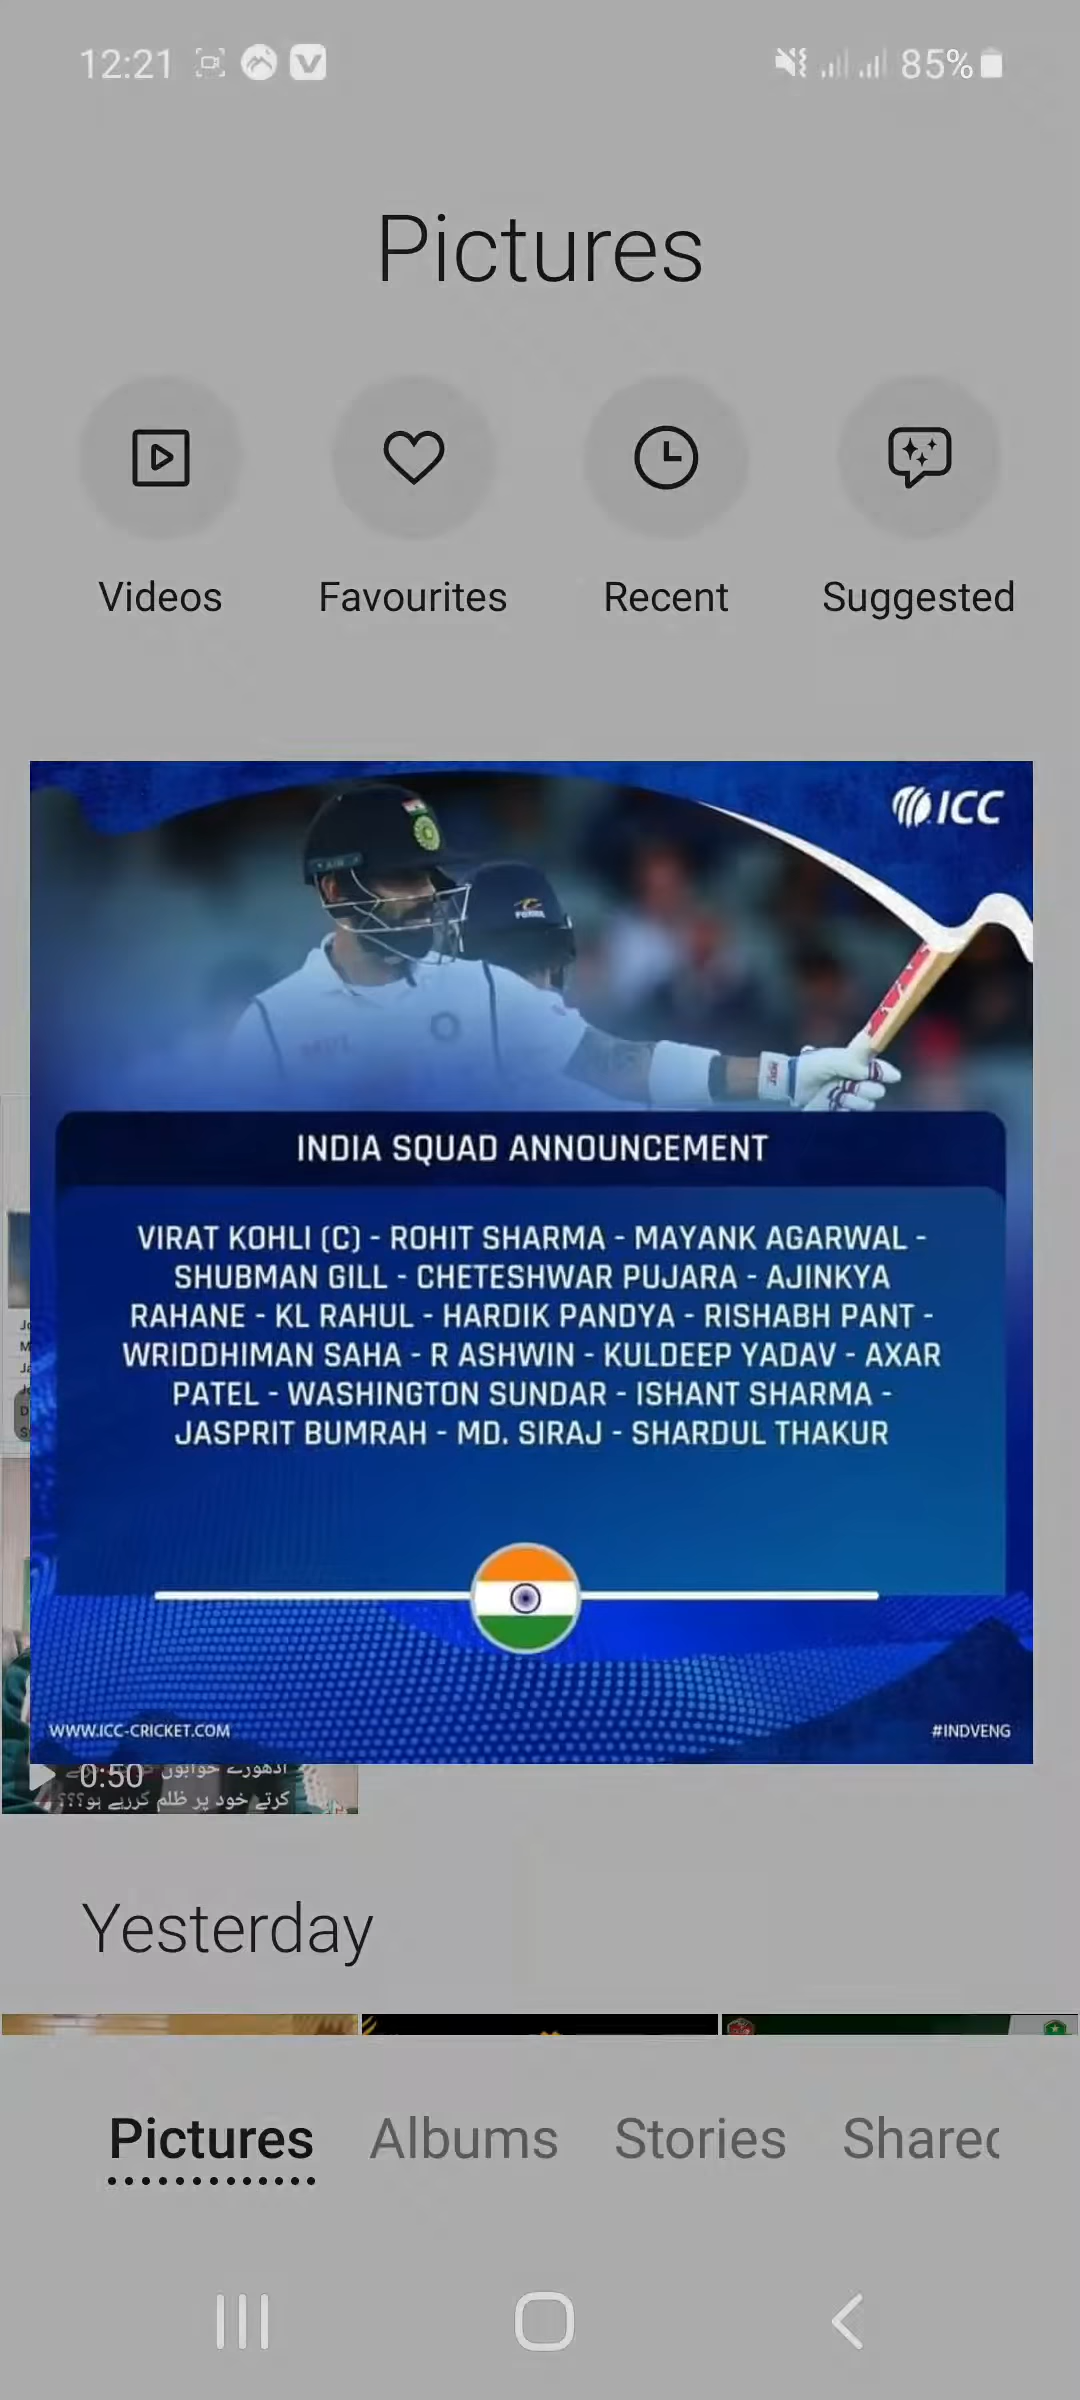 12:21
85%
Pictures
Videos
Favourites
Recent
Suggested
ICC
INDIA SQUAD ANNOUNCEMENT
VIRAT KOHLI (C) - ROHIT SHARMA - MAYANK AGARWAL -
SHUBMAN GILL - CHETESHWAR PUJARA - AJINKYA
RAHANE - KL RAHUL - HARDIK PANDYA - RISHABH PANT -
WRIDDHIMAN SAHA - R ASHWIN - KULDEEP YADAV - AXAR
PATEL - WASHINGTON SUNDAR - ISHANT SHARMA -
JASPRIT BUMRAH - MD. SIRAJ - SHARDUL THAKUR
WWW.ICC-CRICKET.COM
#INDVENG
0:50
ادھورے خوابوں
کرتے خود پر ظلم کررہے ہو؟؟؟
Yesterday
Pictures
Albums
Stories